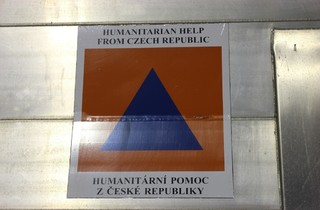 HUMANITARIAN HELP
FROM CZECH REPUBLIC
HUMANITÁRNÍ POMOC
Z ČESKÉ REPUBLIKY